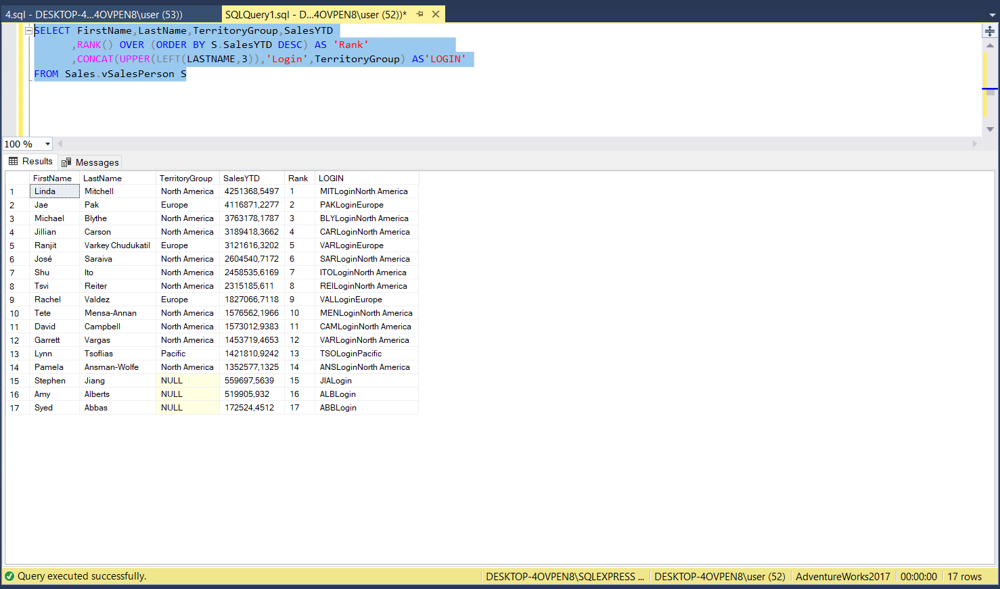 4.sql - DESKTOP-4...4OVPEN8\user (53))
SQLQuery1.sql - D...4OVPEN8\user (52))*
SELECT FirstName,LastName,TerritoryGroup,SalesYTD
,RANK() OVER (ORDER BY S.SalesYTD DESC) AS 'Rank'
,CONCAT(UPPER(LEFT(LASTNAME,3)),'Login',TerritoryGroup) AS'LOGIN'
FROM Sales.vSalesPerson S
100 %
Results Messages
FirstName LastName TerritoryGroup SalesYTD Rank LOGIN
1 Linda Mitchell North America 4251368,5497 1 MITLoginNorth America
2 Jae Pak Europe 4116871,2277 2 PAKLoginEurope
3 Michael Blythe North America 3763178,1787 3 BLYLoginNorth America
4 Jillian Carson North America 3189418,3662 4 CARLoginNorth America
5 Ranjit Varkey Chudukatil Europe 3121616,3202 5 VARLoginEurope
6 José Saraiva North America 2604540,7172 6 SARLoginNorth America
7 Shu Ito North America 2458535,6169 7 ITOLoginNorth America
8 Tsvi Reiter North America 2315185,611 8 REILoginNorth America
9 Rachel Valdez Europe 1827066,7118 9 VALLoginEurope
10 Tete Mensa-Annan North America 1576562,1966 10 MENLoginNorth America
11 David Campbell North America 1573012,9383 11 CAMLoginNorth America
12 Garrett Vargas North America 1453719,4653 12 VARLoginNorth America
13 Lynn Tsoflias Pacific 1421810,9242 13 TSOLoginPacific
14 Pamela Ansman-Wolfe North America 1352577,1325 14 ANSLoginNorth America
15 Stephen Jiang NULL 559697,5639 15 JIALogin
16 Amy Alberts NULL 519905,932 16 ALBLogin
17 Syed Abbas NULL 172524,4512 17 ABBLogin
Query executed successfully. DESKTOP-4OVPEN8\SQLEXPRESS ... DESKTOP-4OVPEN8\user (52) AdventureWorks2017 00:00:00 17 rows